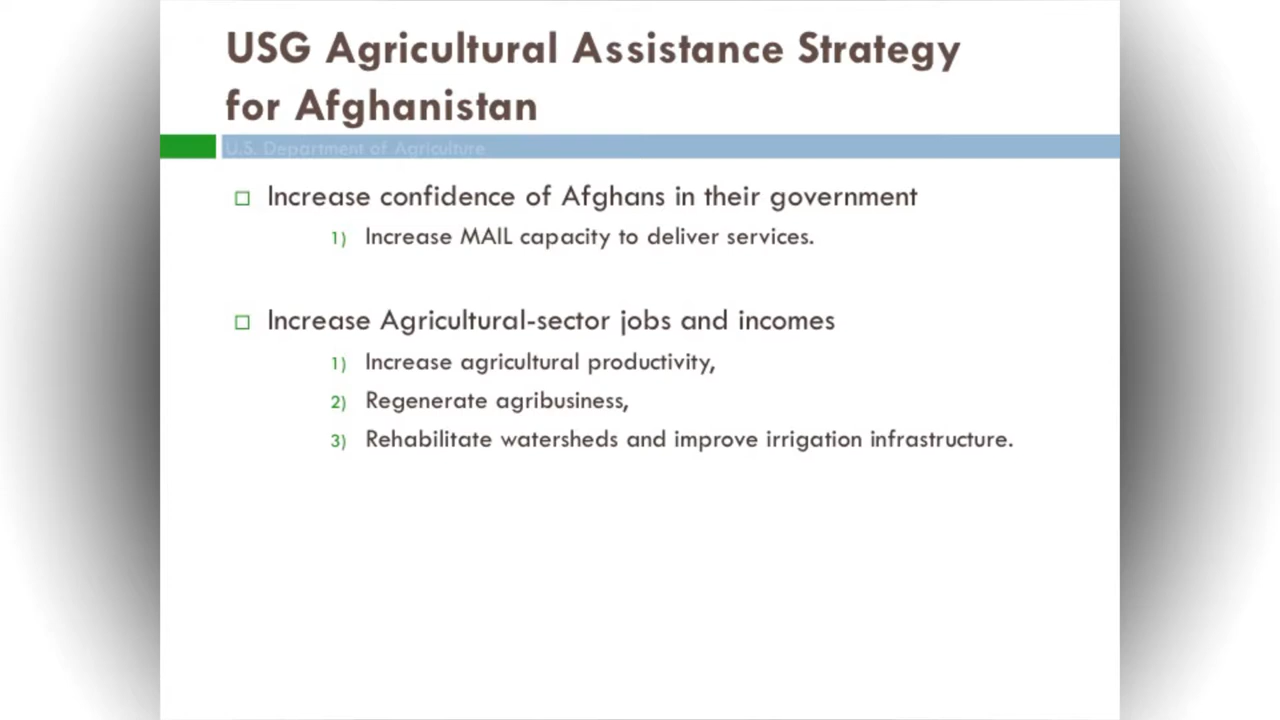 USG Agricultural Assistance Strategy
for Afghanistan
U.S. Department of Agriculture
Increase confidence of Afghans in their government
1) Increase MAIL capacity to deliver services.
Increase Agricultural-sector jobs and incomes
1) Increase agricultural productivity,
2) Regenerate agribusiness,
3) Rehabilitate watersheds and improve irrigation infrastructure.